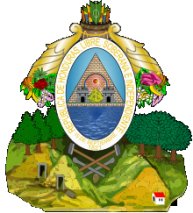 REPUBLICA DE HONDURAS LIBRE SOBERANA E INDEPENDIENTE